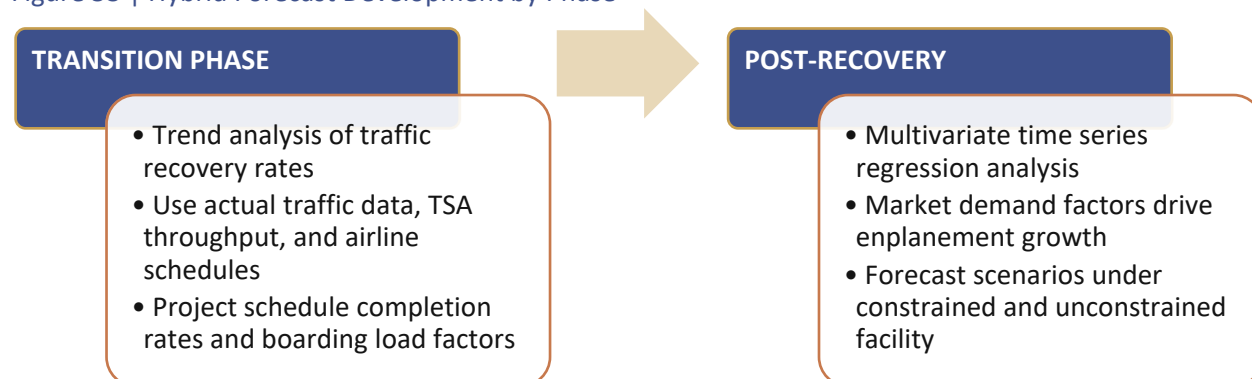 TRANSITION PHASE
• Trend analysis of traffic
recovery rates
• Use actual traffic data, TSA
throughput, and airline
schedules
• Project schedule completion
rates and boarding load factors
POST-RECOVERY
• Multivariate time series
regression analysis
• Market demand factors drive
enplanement growth
• Forecast scenarios under
constrained and unconstrained
facility